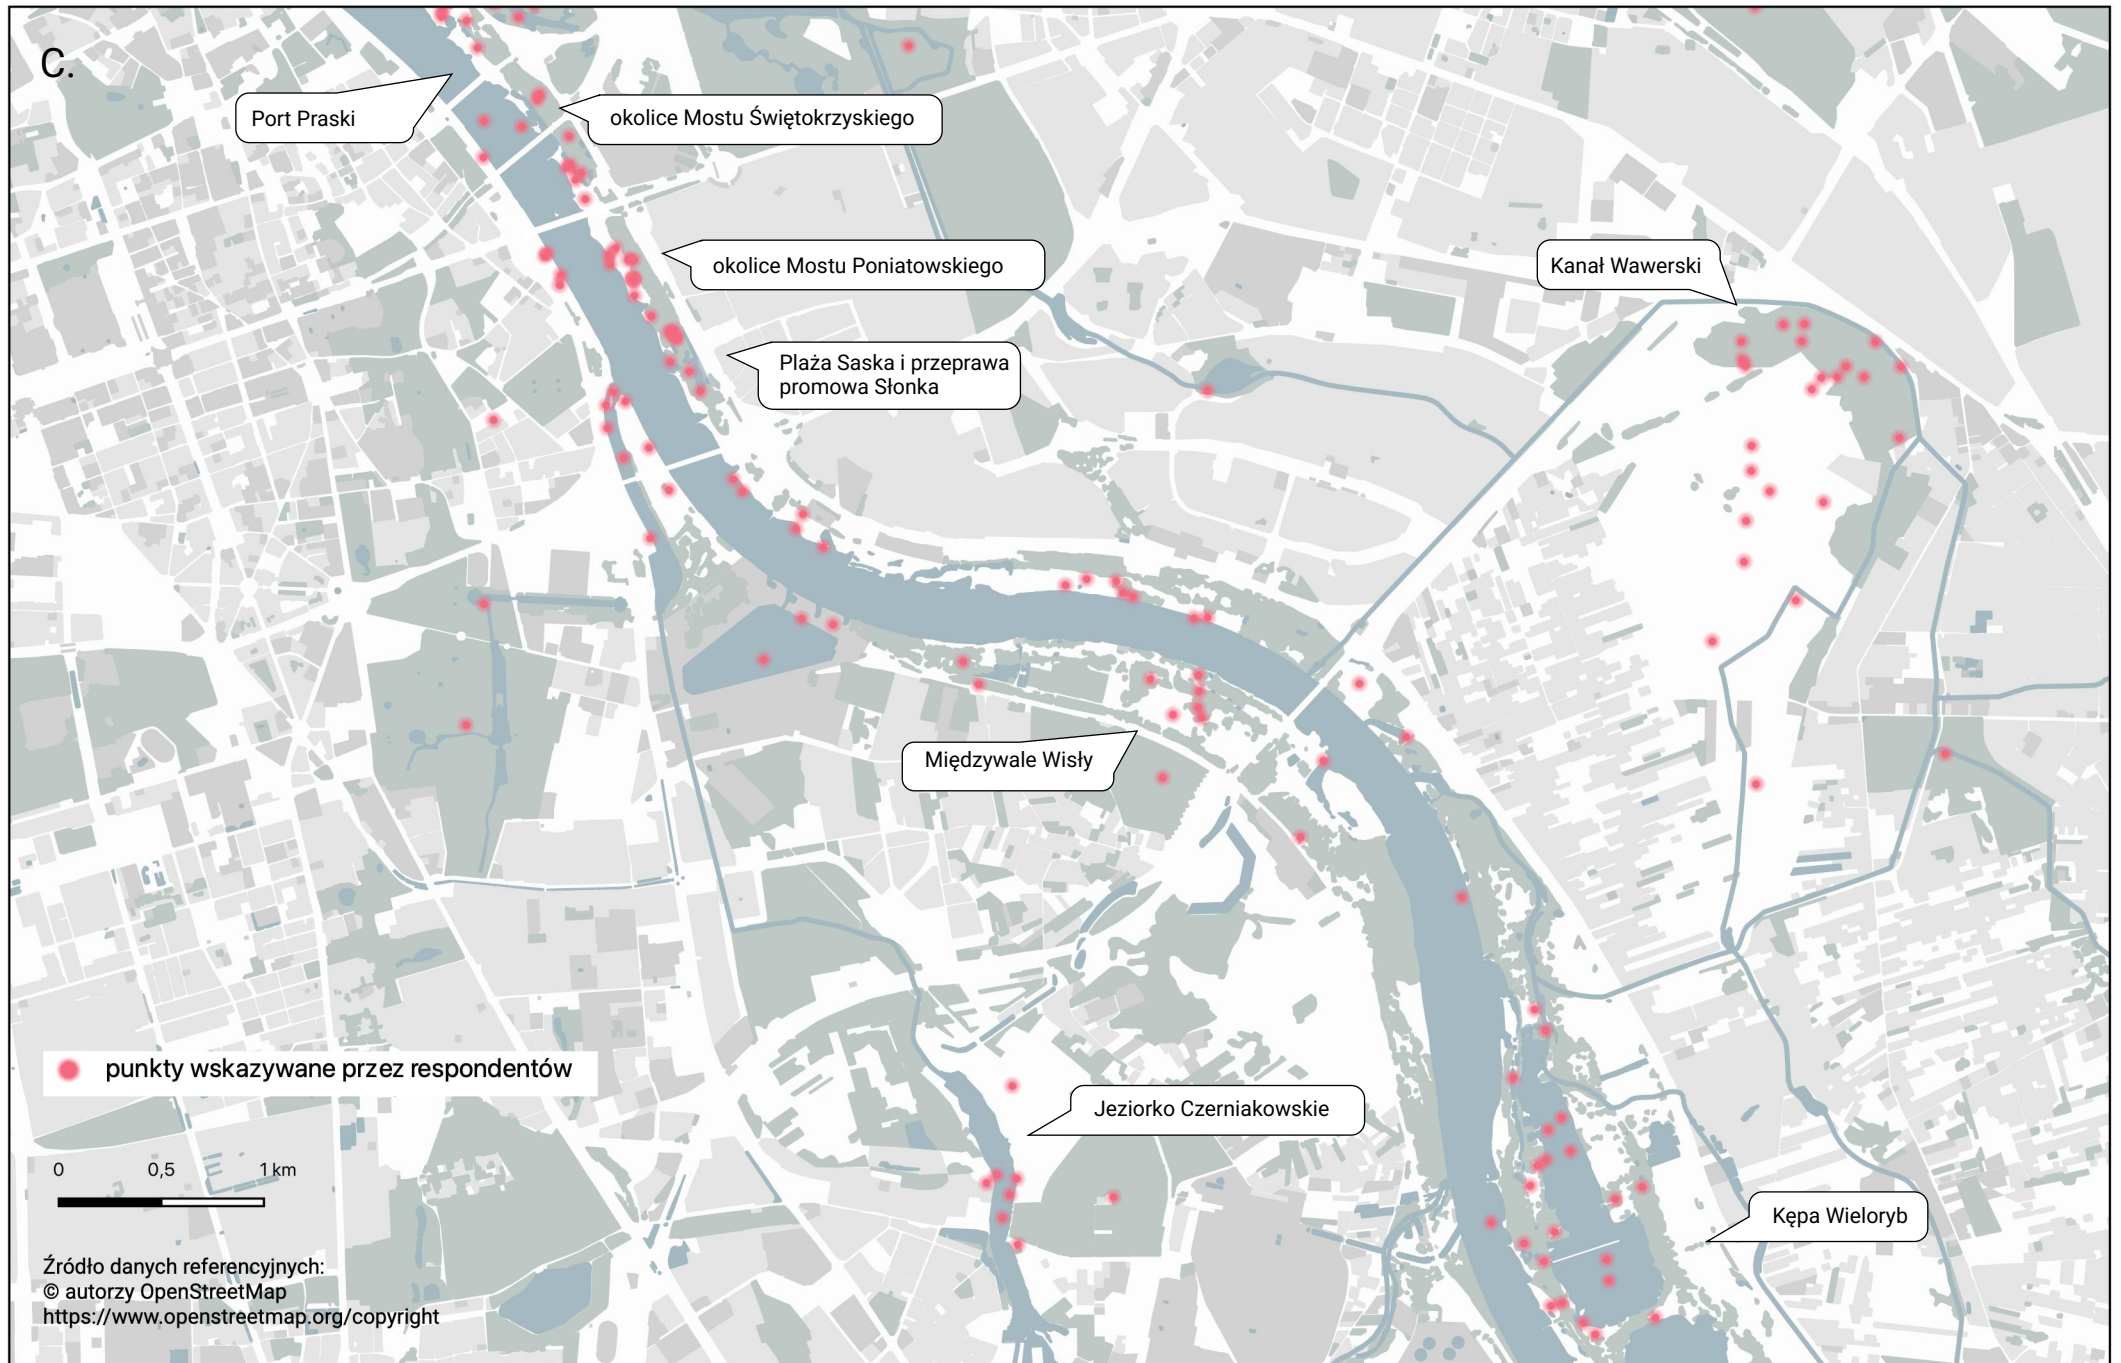 C.
Port Praski
okolice Mostu Świętokrzyskiego
okolice Mostu Poniatowskiego
Kanał Wawerski
Plaża Saska i przeprawa
promowa Słonka
Międzywale Wisły
punkty wskazywane przez respondentów
Jeziorko Czerniakowskie
0 0,5 1 km
Kępa Wieloryb
Źródło danych referencyjnych:
© autorzy OpenStreetMap
https://www.openstreetmap.org/copyright